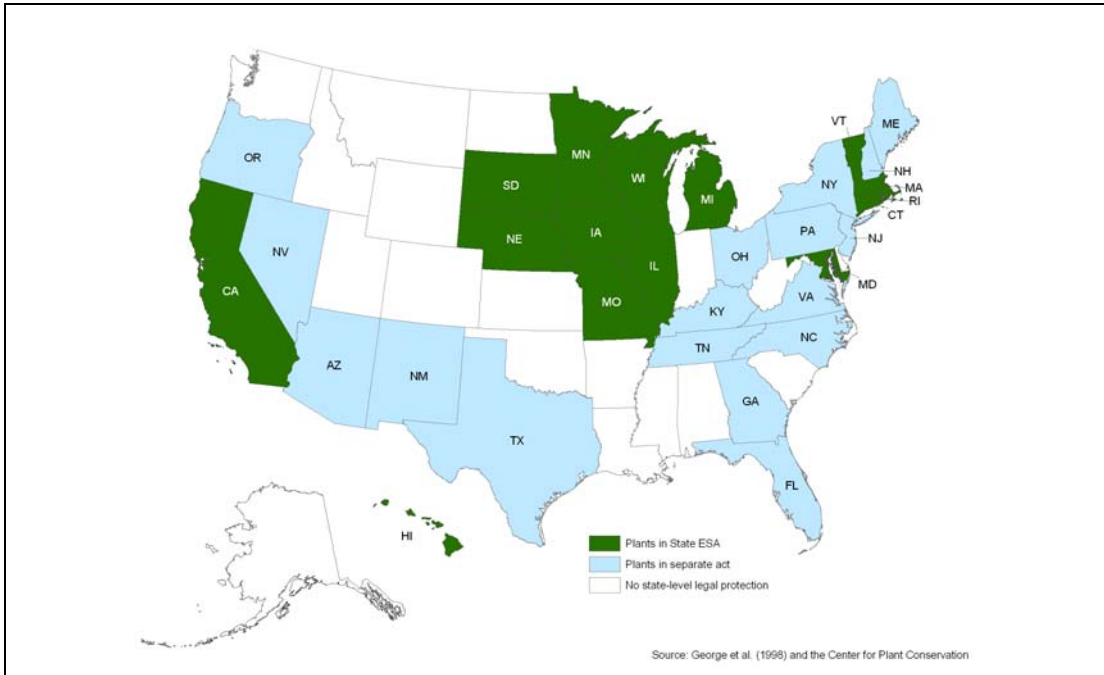 VT
ME
OR
MN
NH
SD
WI
MA
NY
MI
RI
CT
PA
NE
IA
NJ
NV
OH
IL
CA
MD
MO
VA
KY
NC
TN
AZ
NM
GA
TX
FL
HI
Plants in State ESA
Plants in separate act
No state-level legal protection
Source: George et al. (1998) and the Center for Plant Conservation